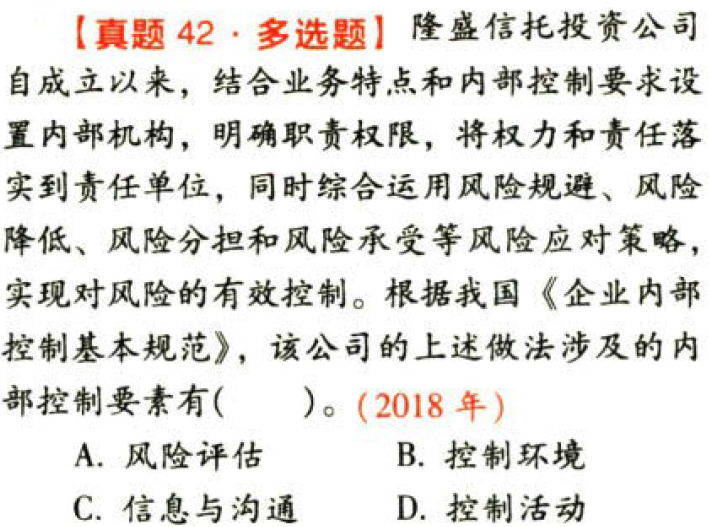 【真题 42·多选题】 隆盛信托投资公司
自成立以来，结合业务特点和内部控制要求设
置内部机构，明确职责权限，将权力和责任落
实到责任单位，同时综合运用风险规避、风险
降低、风险分担和风险承受等风险应对策略，
实现对风险的有效控制。根据我国《企业内部
控制基本规范》，该公司的上述做法涉及的内
部控制要素有(　　)。(2018 年)
A. 风险评估　　B. 控制环境
C. 信息与沟通　　D. 控制活动